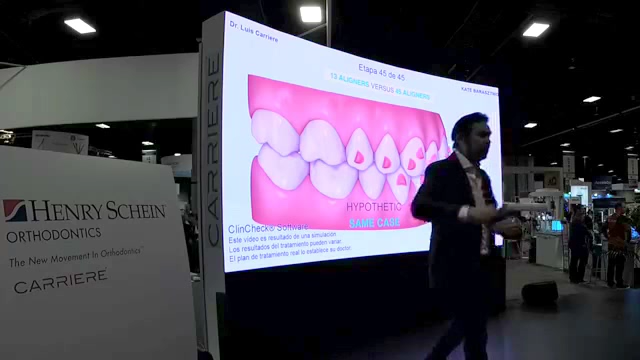 Dr. Luis Carriere
Etapa 45 de 45
13 ALIGNERS VERSUS 45 ALIGNERS
HYPOTHETIC
SAME CASE
ClinCheck® Software
Este video es resultado de una simulación
Los resultados del tratamiento pueden variar
El plan de tratamiento real lo establece su doctor.
CARRIERE
HENRY SCHEIN®
ORTHODONTICS
The New Movement In Orthodontics™
CARRIERE